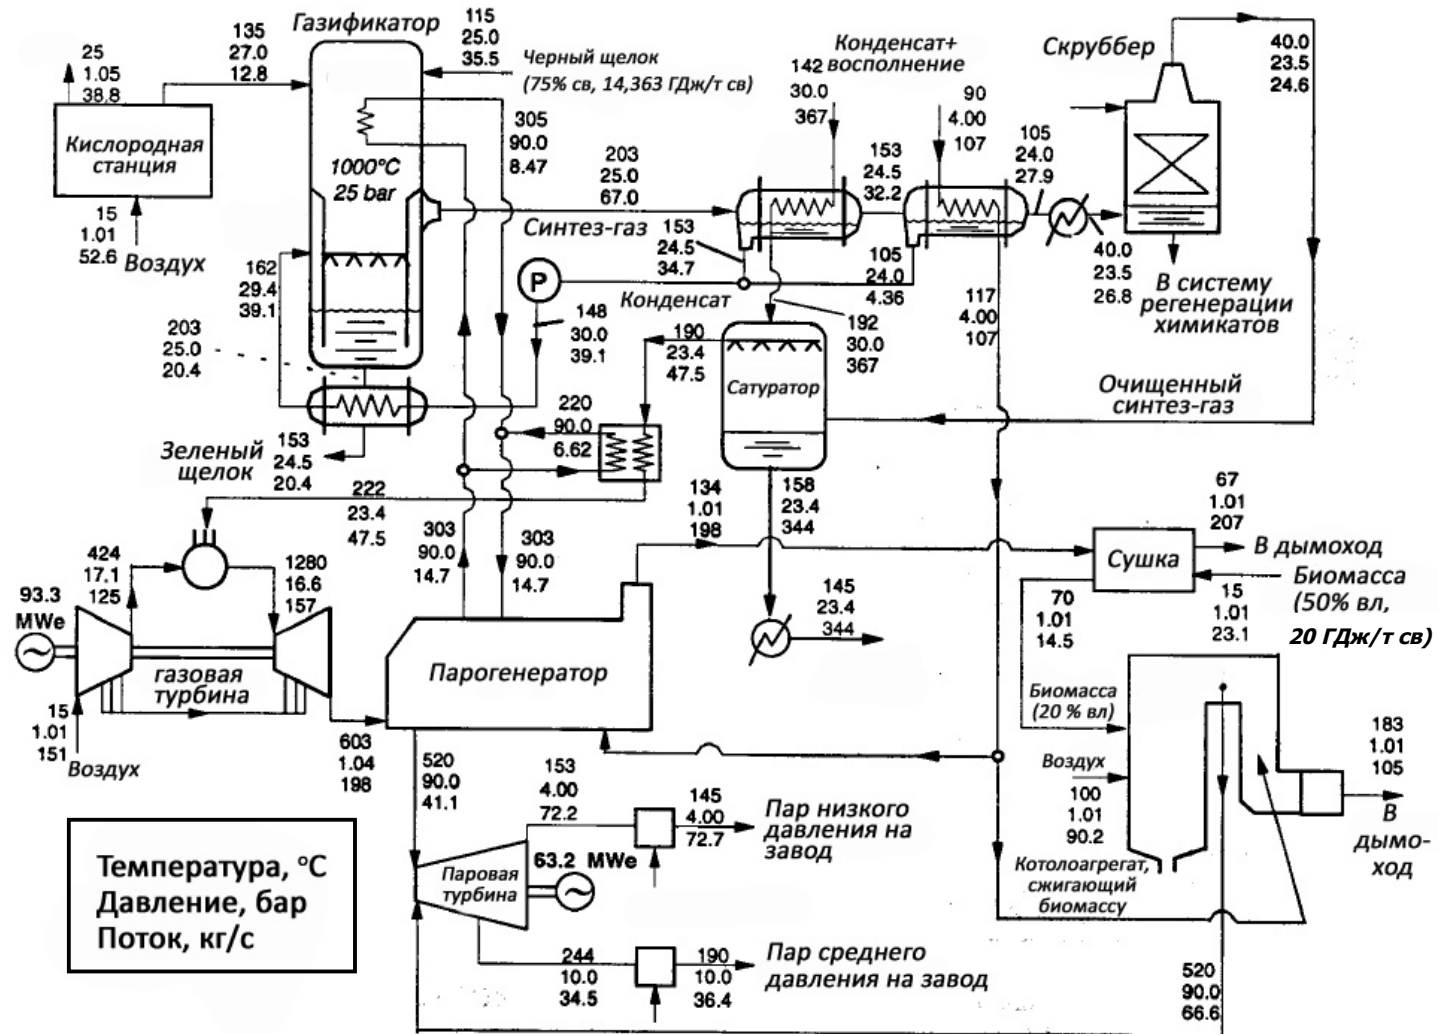 Газификатор
135
27.0
12.8
115
25.0
35.5
Черный щелок
(75% св, 14,363 ГДж/т св)
25
1.05
38.8
Кислородная
станция
15
1.01
52.6
Воздух
1000°C
25 bar
305
90.0
8.47
203
25.0
67.0
Синтез-газ
142
30.0
367
Конденсат+
восполнение
90
4.00
107
153
24.5
32.2
105
24.0
27.9
Скруббер
40.0
23.5
24.6
40.0
23.5
26.8
В систему
регенерации
химикатов
153
24.5
34.7
105
24.0
4.36
117
4.00
107
Конденсат
P
148
30.0
39.1
162
29.4
39.1
203
25.0
20.4
192
30.0
367
190
23.4
47.5
Сатуратор
Очищенный
синтез-газ
220
90.0
6.62
Зеленый
щелок
153
24.5
20.4
222
23.4
47.5
303
90.0
14.7
303
90.0
14.7
134
1.01
198
158
23.4
344
145
23.4
344
67
1.01
207
Сушка
В дымоход
Биомасса
(50% вл,
20 ГДж/т св)
15
1.01
23.1
70
1.01
14.5
93.3
MWe
424
17.1
125
1280
16.6
157
газовая
турбина
15
1.01
151
Воздух
603
1.04
198
Парогенератор
520
90.0
41.1
Биомасса
(20 % вл)
Воздух
100
1.01
90.2
Котлоагрегат,
сжигающий
биомассу
183
1.01
105
В
дымо-
ход
153
4.00
72.2
145
4.00
72.7
Пар низкого
давления на
завод
Паровая
турбина
63.2 MWe
244
10.0
34.5
190
10.0
36.4
Пар среднего
давления на завод
520
90.0
66.6
Температура, °C
Давление, бар
Поток, кг/с